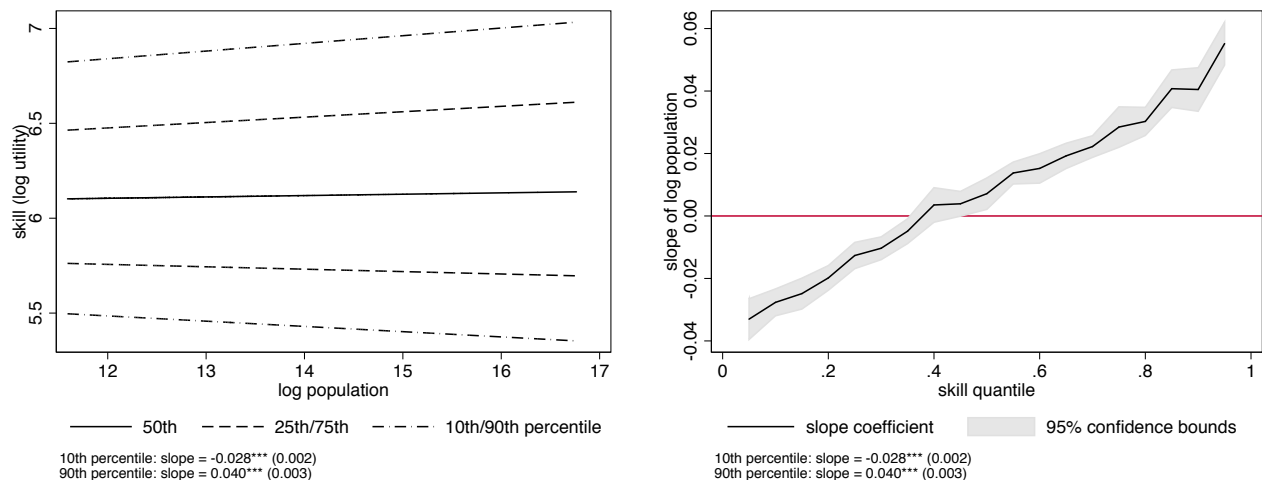 skill (log utility)
7
6.5
6
5.5
12
13
14
15
16
17
log population
50th
25th/75th
10th/90th percentile
10th percentile: slope = -0.028*** (0.002)
90th percentile: slope = 0.040*** (0.003)
slope of log population
0.06
0.04
0.02
0.00
-0.02
-0.04
0
.2
.4
.6
.8
1
skill quantile
slope coefficient
95% confidence bounds
10th percentile: slope = -0.028*** (0.002)
90th percentile: slope = 0.040*** (0.003)